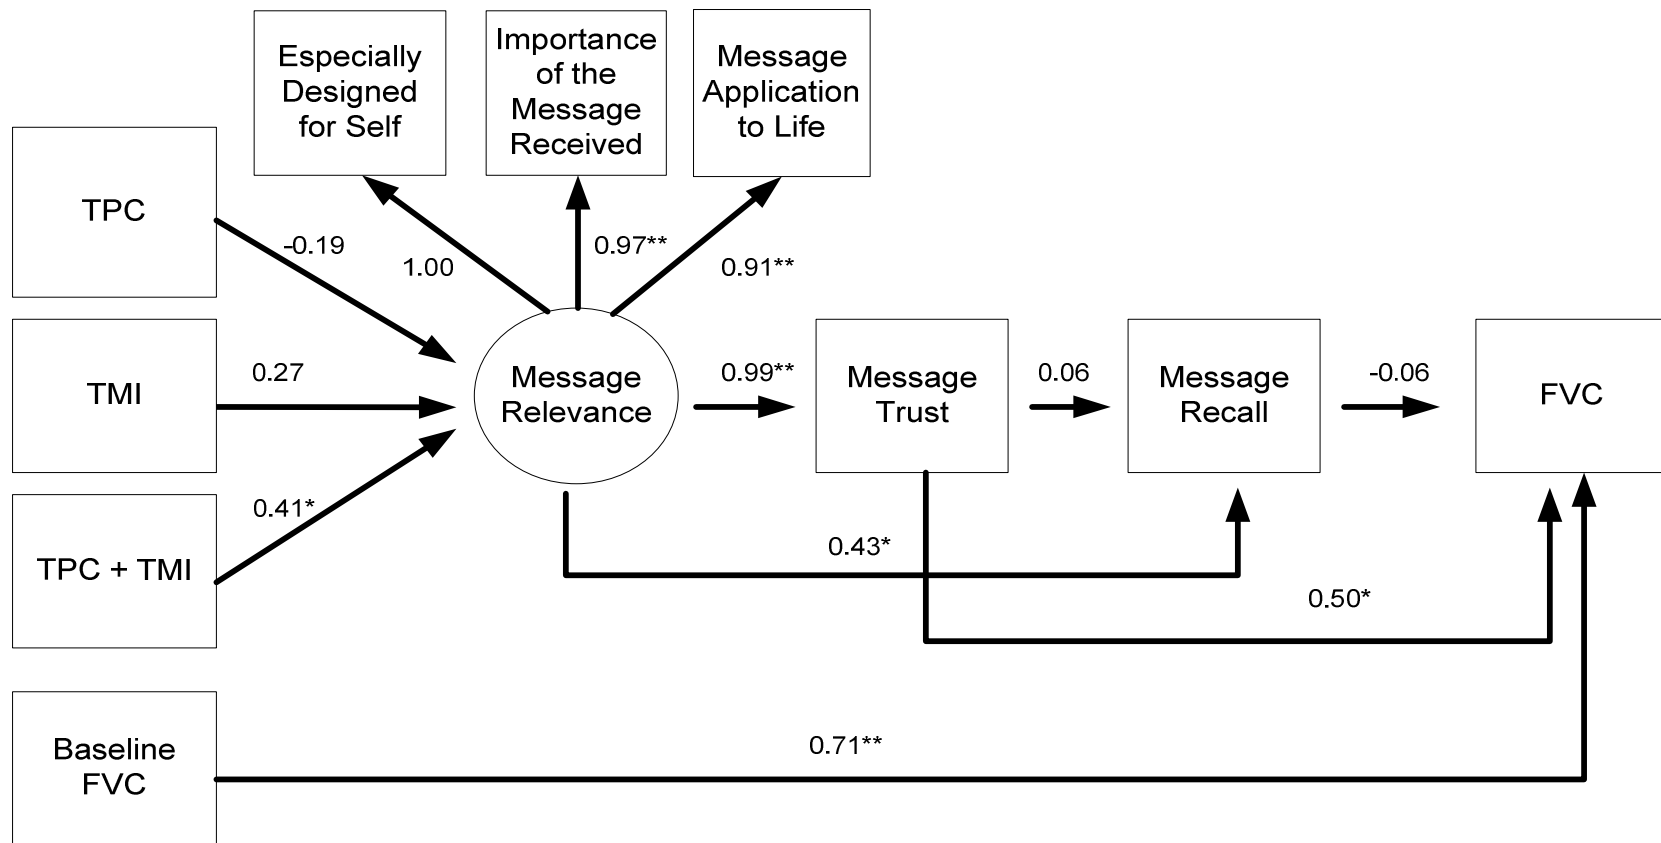 Especially
Designed
for Self
Importance
of the
Message
Received
Message
Application
to Life
TPC
-0.19
1.00
0.97**
0.91**
TMI
0.27
Message
Relevance
0.99**
Message
Trust
0.06
Message
Recall
-0.06
FVC
TPC + TMI
0.41*
0.43*
0.50*
Baseline
FVC
0.71**